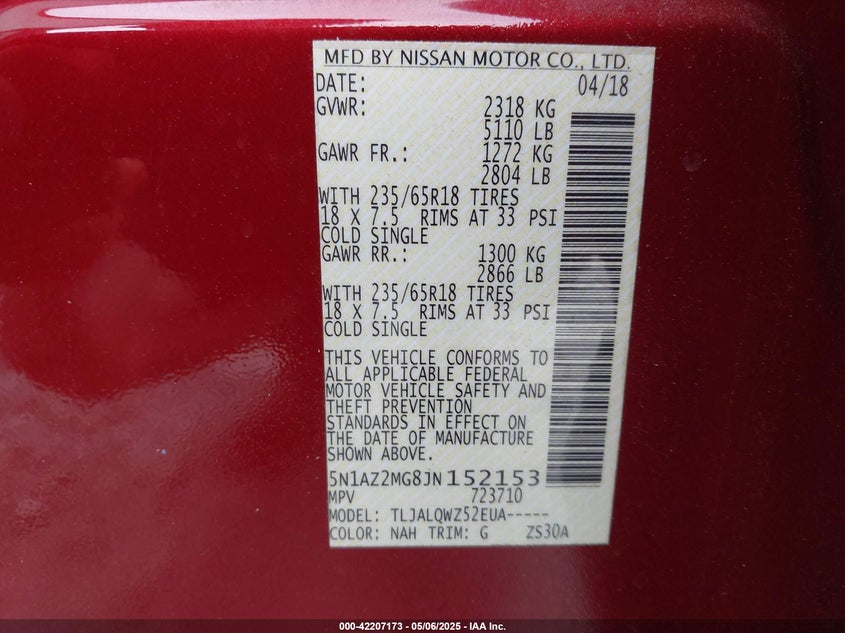 MFD BY NISSAN MOTOR CO., LTD.
DATE: 04/18
GVWR: 2318 KG
5110 LB
GAWR FR.: 1272 KG
2804 LB
WITH 235/65R18 TIRES
18 X 7.5 RIMS AT 33 PSI
COLD SINGLE
GAWR RR.: 1300 KG
2866 LB
WITH 235/65R18 TIRES
18 X 7.5 RIMS AT 33 PSI
COLD SINGLE
THIS VEHICLE CONFORMS TO
ALL APPLICABLE FEDERAL
MOTOR VEHICLE SAFETY AND
THEFT PREVENTION
STANDARDS IN EFFECT ON
THE DATE OF MANUFACTURE
SHOWN ABOVE.
5N1AZ2MG8JN152153
MPV 723710
MODEL: TLJALQWZ52EUA-----
COLOR: NAH TRIM: G ZS30A
000-42207173 - 05/06/2025 - IAA Inc.